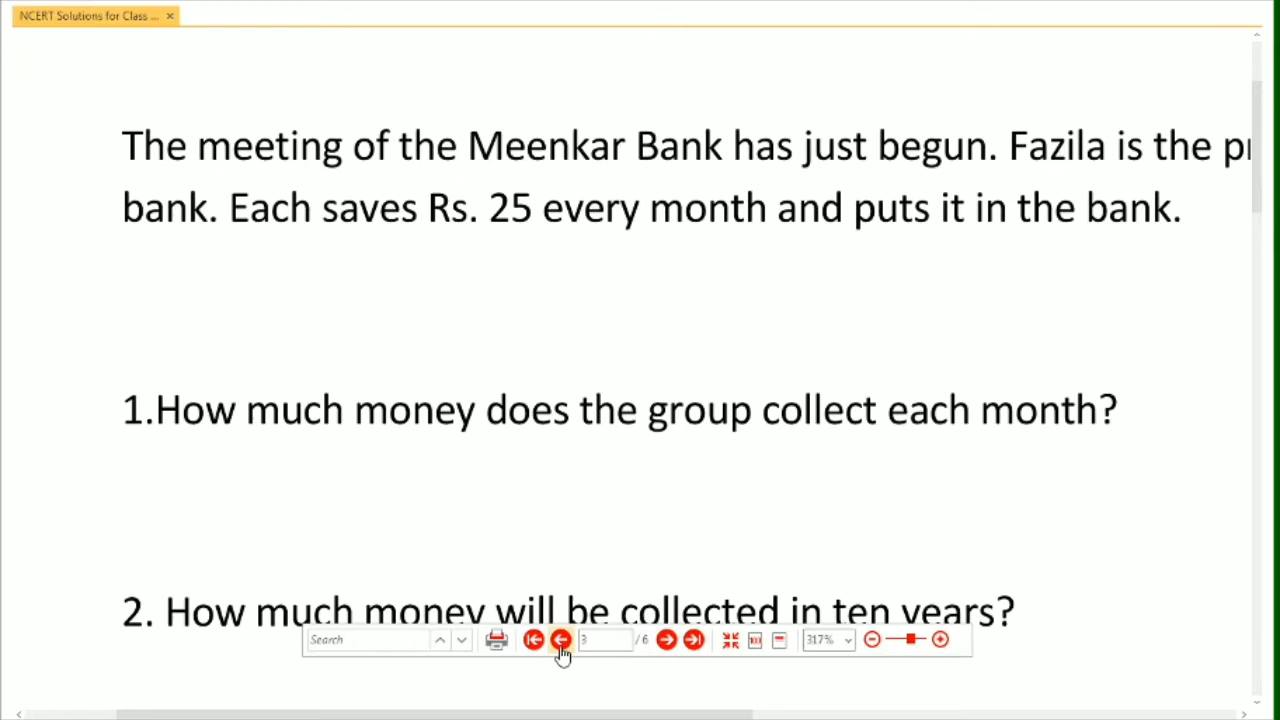 NCERT Solutions for Class ...
The meeting of the Meenkar Bank has just begun. Fazila is the
bank. Each saves Rs. 25 every month and puts it in the bank.
1.How much money does the group collect each month?
2. How much money will be collected in ten years?
Search
3 / 6
317%